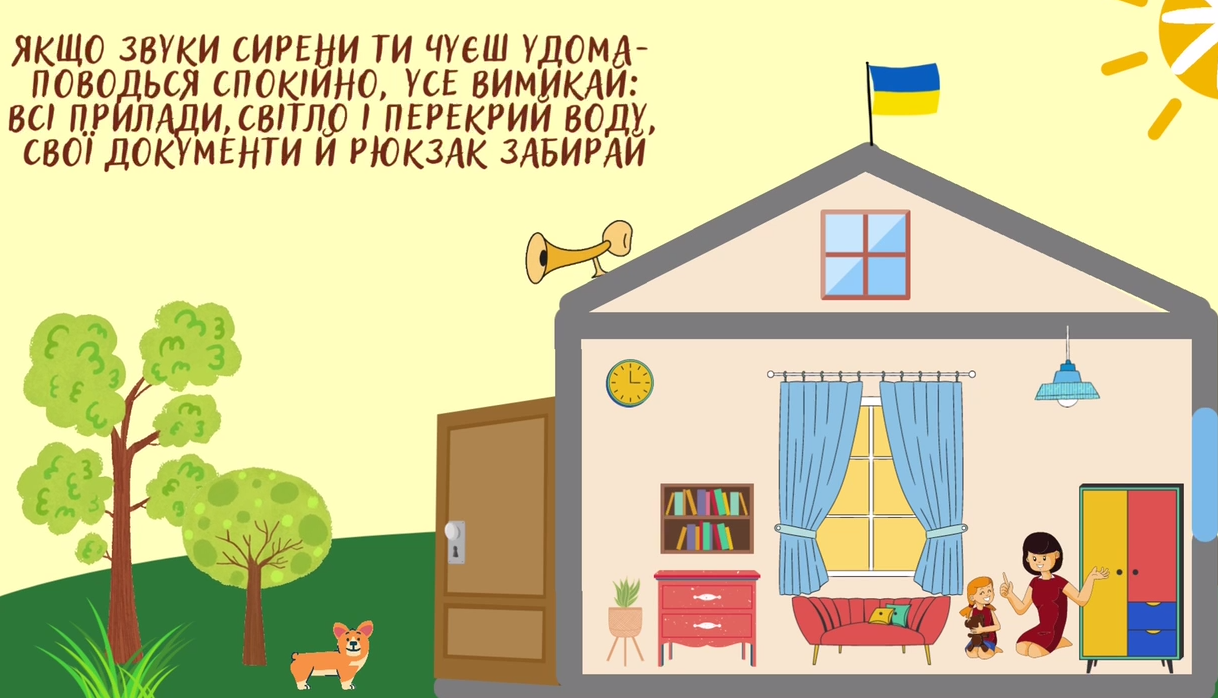 ЯКЩО ЗВУКИ СИРЕНИ ТИ ЧУЄШ УДОМА-
ПОВОДЬСЯ СПОКІЙНО, УСЕ ВИМИКАЙ:
ВСІ ПРИЛАДИ, СВІТЛО І ПЕРЕКРИЙ ВОДУ,
СВОЇ ДОКУМЕНТИ Й РЮКЗАК ЗАБИРАЙ